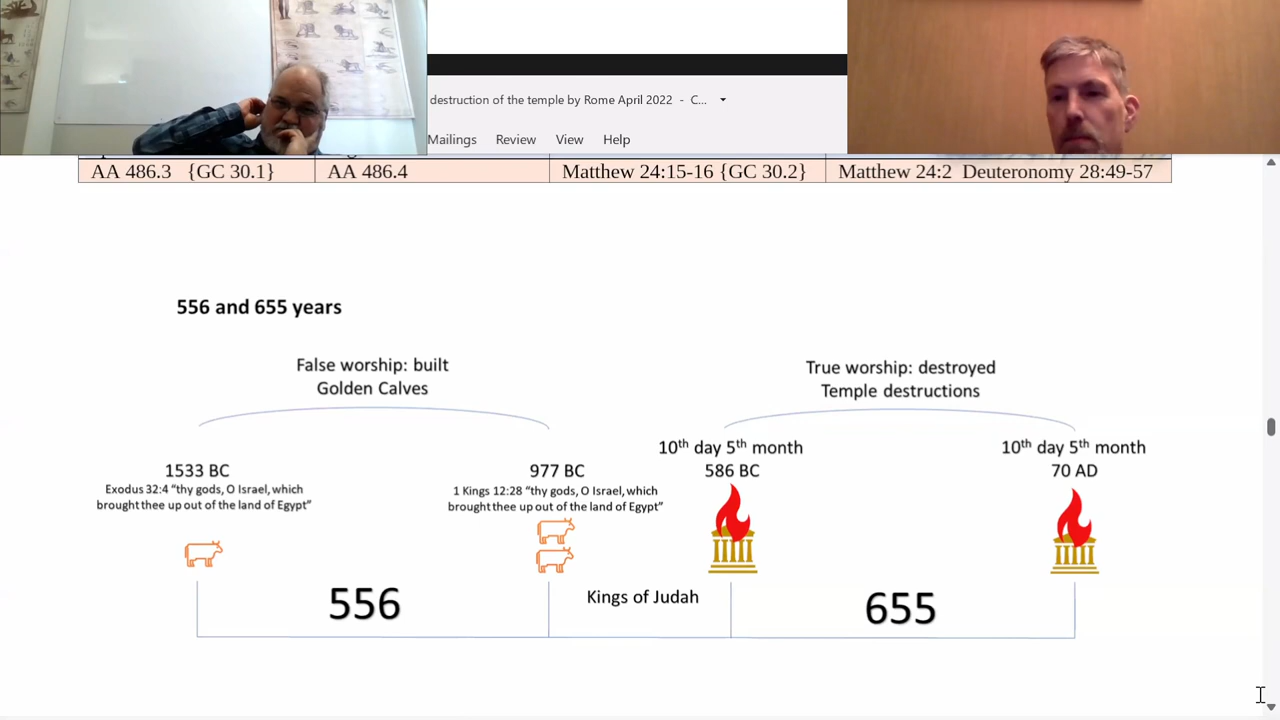 destruction of the temple by Rome April 2022 - C...
Mailings Review View Help
AA 486.3 {GC 30.1} AA 486.4 Matthew 24:15-16 {GC 30.2} Matthew 24:2 Deuteronomy 28:49-57
556 and 655 years
False worship: built
Golden Calves
True worship: destroyed
Temple destructions
10th day 5th month
586 BC
10th day 5th month
70 AD
1533 BC
Exodus 32:4 “thy gods, O Israel, which
brought thee up out of the land of Egypt”
977 BC
1 Kings 12:28 “thy gods, O Israel, which
brought thee up out of the land of Egypt”
556
Kings of Judah
655